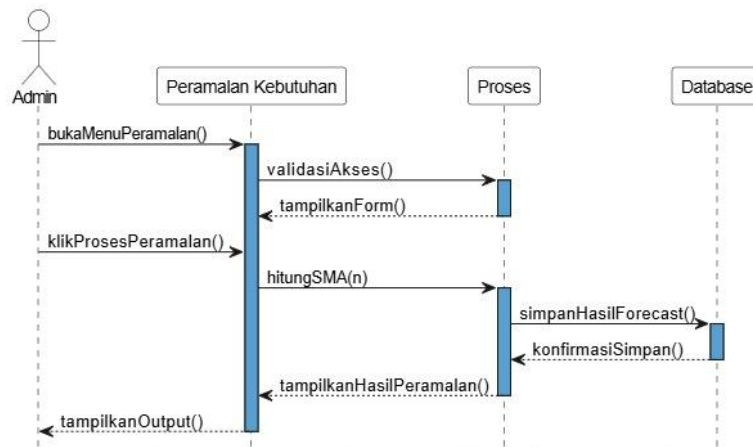 Admin
Peramalan Kebutuhan
Proses
Database
bukaMenuPeramalan()
validasiAkses()
tampilkanForm()
klikProsesPeramalan()
hitungSMA(n)
simpanHasilForecast()
konfirmasiSimpan()
tampilkanHasilPeramalan()
tampilkanOutput()